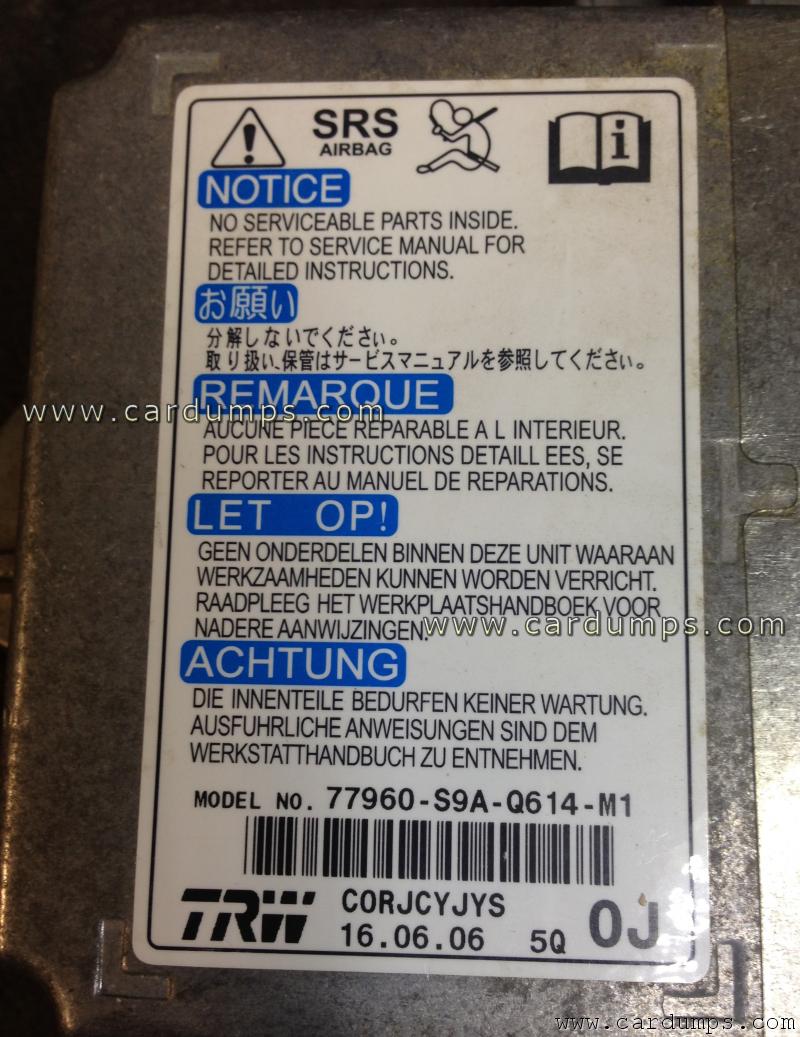 SRS
AIRBAG
NOTICE
NO SERVICEABLE PARTS INSIDE.
REFER TO SERVICE MANUAL FOR
DETAILED INSTRUCTIONS.
お願い
分解しないでください。
取り扱い、保管はサービスマニュアルを参照してください。
REMARQUE
www.cardumps.com
AUCUNE PIECE REPARABLE A L INTERIEUR.
POUR LES INSTRUCTIONS DETAILL EES, SE
REPORTER AU MANUEL DE REPARATIONS.
LET OP!
GEEN ONDERDELEN BINNEN DEZE UNIT WAARAAN
WERKZAAMHEDEN KUNNEN WORDEN VERRICHT.
RAADPLEEG HET WERKPLAATSHANDBOEK VOOR
NADERE AANWIJZINGEN.
www.cardumps.com
ACHTUNG
DIE INNENTEILE BEDURFEN KEINER WARTUNG.
AUSFUHRLICHE ANWEISUNGEN SIND DEM
WERKSTATTHANDBUCH ZU ENTNEHMEN.
MODEL NO. 77960-S9A-Q614-M1
TRW
CORJCYJYS
16.06.06 5Q 0J
www.cardumps.com